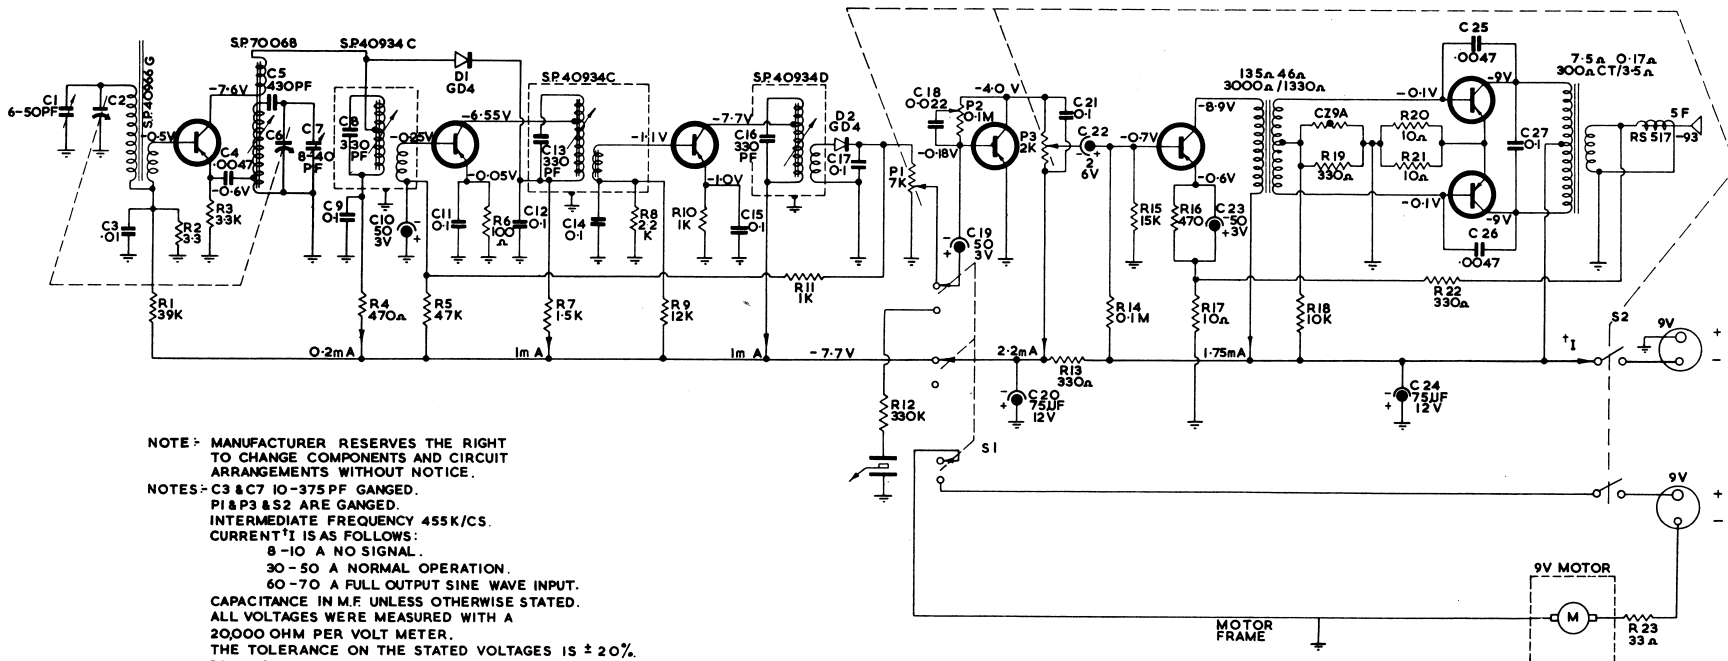 S.P.70068
S.P.40934 C
S.P.40966 G
C1
6-50PF
C2
-0.5V
-7.6V
C5
430PF
C4
.0047
-0.6V
C6
C7
8-40
PF
C3
.01
R2
3.3
R3
3.3K
R1
39K
D1
GD4
C8
330
PF
-0.25V
C9
0.1
C10
50
3V
R4
470Ω
R5
47K
-6.55V
-0.05V
C11
0.1
R6
100
Ω
C12
0.1
S.P.40934C
C13
330
PF
-1.1V
C14
0.1
R8
2.2
K
R7
1.5K
R9
12K
-7.7V
-1.0V
R10
1K
C15
0.1
S.P.40934D
C16
330
PF
D2
GD4
C17
0.1
R11
1K
P1
7K
0.2mA
1mA
1mA
-7.7V
C18
0.022
P2
0.1M
-4.0 V
-0.18V
C19
50
3V
P3
2K
C21
0.1
C22
2
6V
-0.7V
R15
15K
R14
0.1M
2.2mA
R13
330Ω
C20
75UF
12V
R12
330K
S1
-8.9V
-0.6V
R16
470
C23
50
3V
R17
10Ω
1.75mA
135Ω 46Ω
3000Ω/1330Ω
CZ9A
R19
330Ω
R18
10K
R20
10Ω
R21
10Ω
-0.1V
-0.1V
C25
.0047
-9V
-9V
C26
.0047
C27
0.1
7.5Ω 0.17Ω
300ΩCT/3.5Ω
5F
RS 517
-93
R22
330Ω
†I
C24
75UF
12V
S2
9V
+
-
9V
+
-
9V MOTOR
M
R23
33Ω
MOTOR
FRAME
NOTE:- MANUFACTURER RESERVES THE RIGHT
TO CHANGE COMPONENTS AND CIRCUIT
ARRANGEMENTS WITHOUT NOTICE.
NOTES:- C3 & C7 10-375 PF GANGED.
P1 & P3 & S2 ARE GANGED.
INTERMEDIATE FREQUENCY 455K/CS.
CURRENT †I IS AS FOLLOWS:
8-10 A NO SIGNAL.
30-50 A NORMAL OPERATION.
60-70 A FULL OUTPUT SINE WAVE INPUT.
CAPACITANCE IN M.F. UNLESS OTHERWISE STATED.
ALL VOLTAGES WERE MEASURED WITH A
20,000 OHM PER VOLT METER.
THE TOLERANCE ON THE STATED VOLTAGES IS ± 20%.